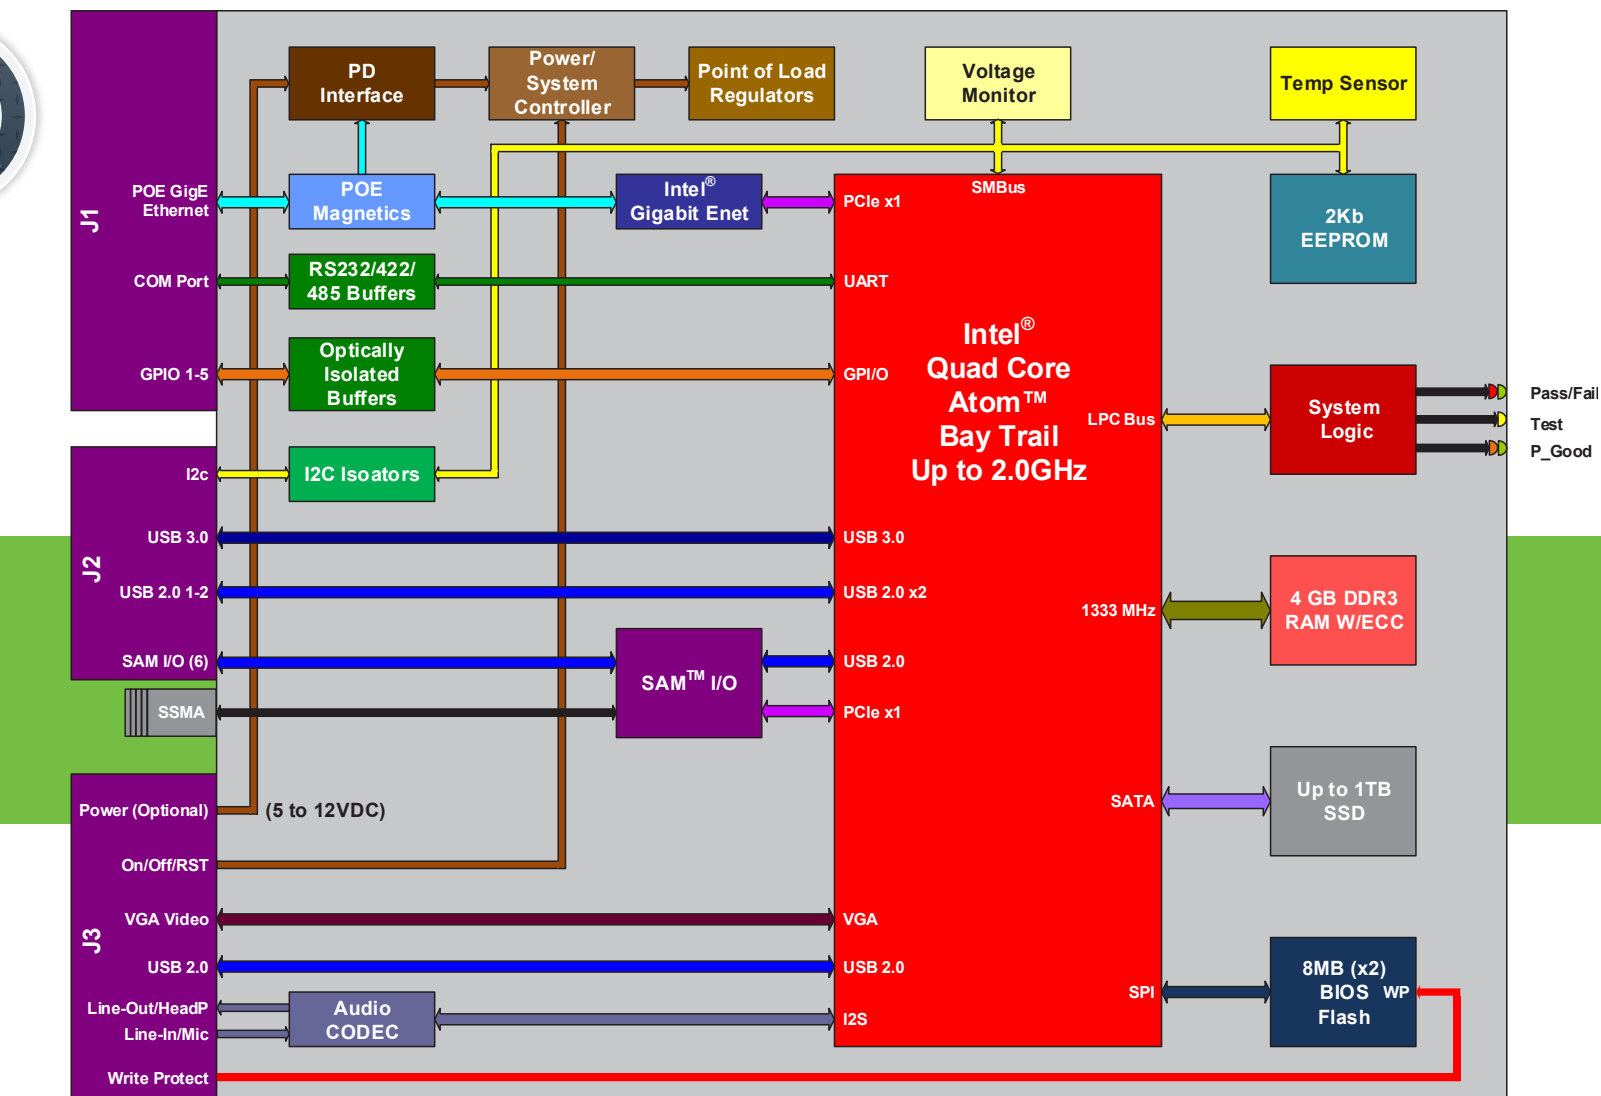 J1
POE GigE
Ethernet
COM Port
GPIO 1-5
J2
I2c
USB 3.0
USB 2.0 1-2
SAM I/O (6)
SSMA
J3
Power (Optional)
(5 to 12VDC)
On/Off/RST
VGA Video
USB 2.0
Line-Out/HeadP
Line-In/Mic
Write Protect
PD
Interface
Power/
System
Controller
Point of Load
Regulators
Voltage
Monitor
Temp Sensor
POE
Magnetics
Intel®
Gigabit Enet
RS232/422/
485 Buffers
Optically
Isolated
Buffers
I2C Isoators
SAM™ I/O
Audio
CODEC
SMBus
PCIe x1
UART
GPI/O
Intel®
Quad Core
Atom™
Bay Trail
Up to 2.0GHz
USB 3.0
USB 2.0 x2
USB 2.0
PCIe x1
VGA
USB 2.0
I2S
LPC Bus
1333 MHz
SATA
SPI
2Kb
EEPROM
System
Logic
Pass/Fail
Test
P_Good
4 GB DDR3
RAM W/ECC
Up to 1TB
SSD
8MB (x2)
BIOS WP
Flash